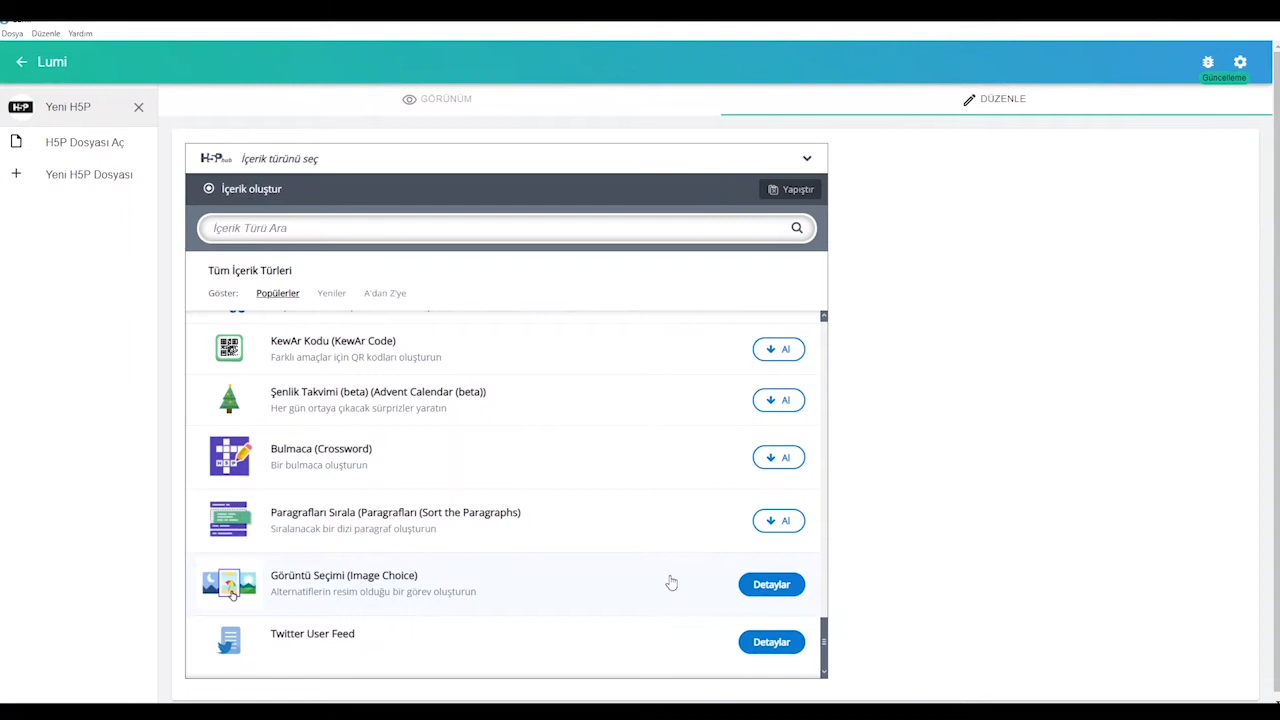 Dosya Düzenle Yardım
Lumi
Güncelleme
H-P Yeni H5P
H5P Dosyası Aç
Yeni H5P Dosyası
GÖRÜNÜM
DÜZENLE
H5P hub İçerik türünü seç
İçerik oluştur
Yapıştır
İçerik Türü Ara
Tüm İçerik Türleri
Göster: Popülerler Yeniler A'dan Z'ye
KewAr Kodu (KewAr Code)
Farklı amaçlar için QR kodları oluşturun
Al
Şenlik Takvimi (beta) (Advent Calendar (beta))
Her gün ortaya çıkacak sürprizler yaratın
Al
Bulmaca (Crossword)
Bir bulmaca oluşturun
Al
H5P
Paragrafları Sırala (Paragrafları (Sort the Paragraphs)
Sıralanacak bir dizi paragraf oluşturun
Al
Görüntü Seçimi (Image Choice)
Alternatiflerin resim olduğu bir görev oluşturun
Detaylar
Twitter User Feed
Detaylar